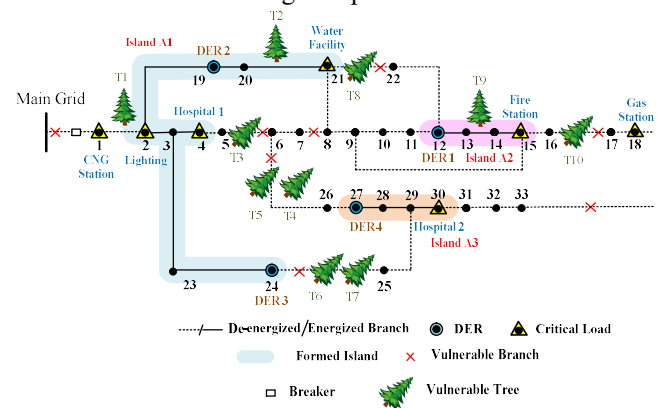 T2
Water
Facility
Island A1
DER 2
T1
19
20
21
22
T8
T9
Main Grid
Hospital 1
Fire
Station
Gas
Station
1
2
3
4
5
6
7
8
9
10
11
12
13
14
15
16
17
18
CNG
Station
Lighting
T3
DER 1
Island A2
T10
T5
T4
26
27
28
29
30
31
32
33
DER4
Hospital 2
Island A3
23
24
DER 3
T6
T7
25
De-energized/Energized Branch
DER
Critical Load
Formed Island
Vulnerable Branch
Breaker
Vulnerable Tree